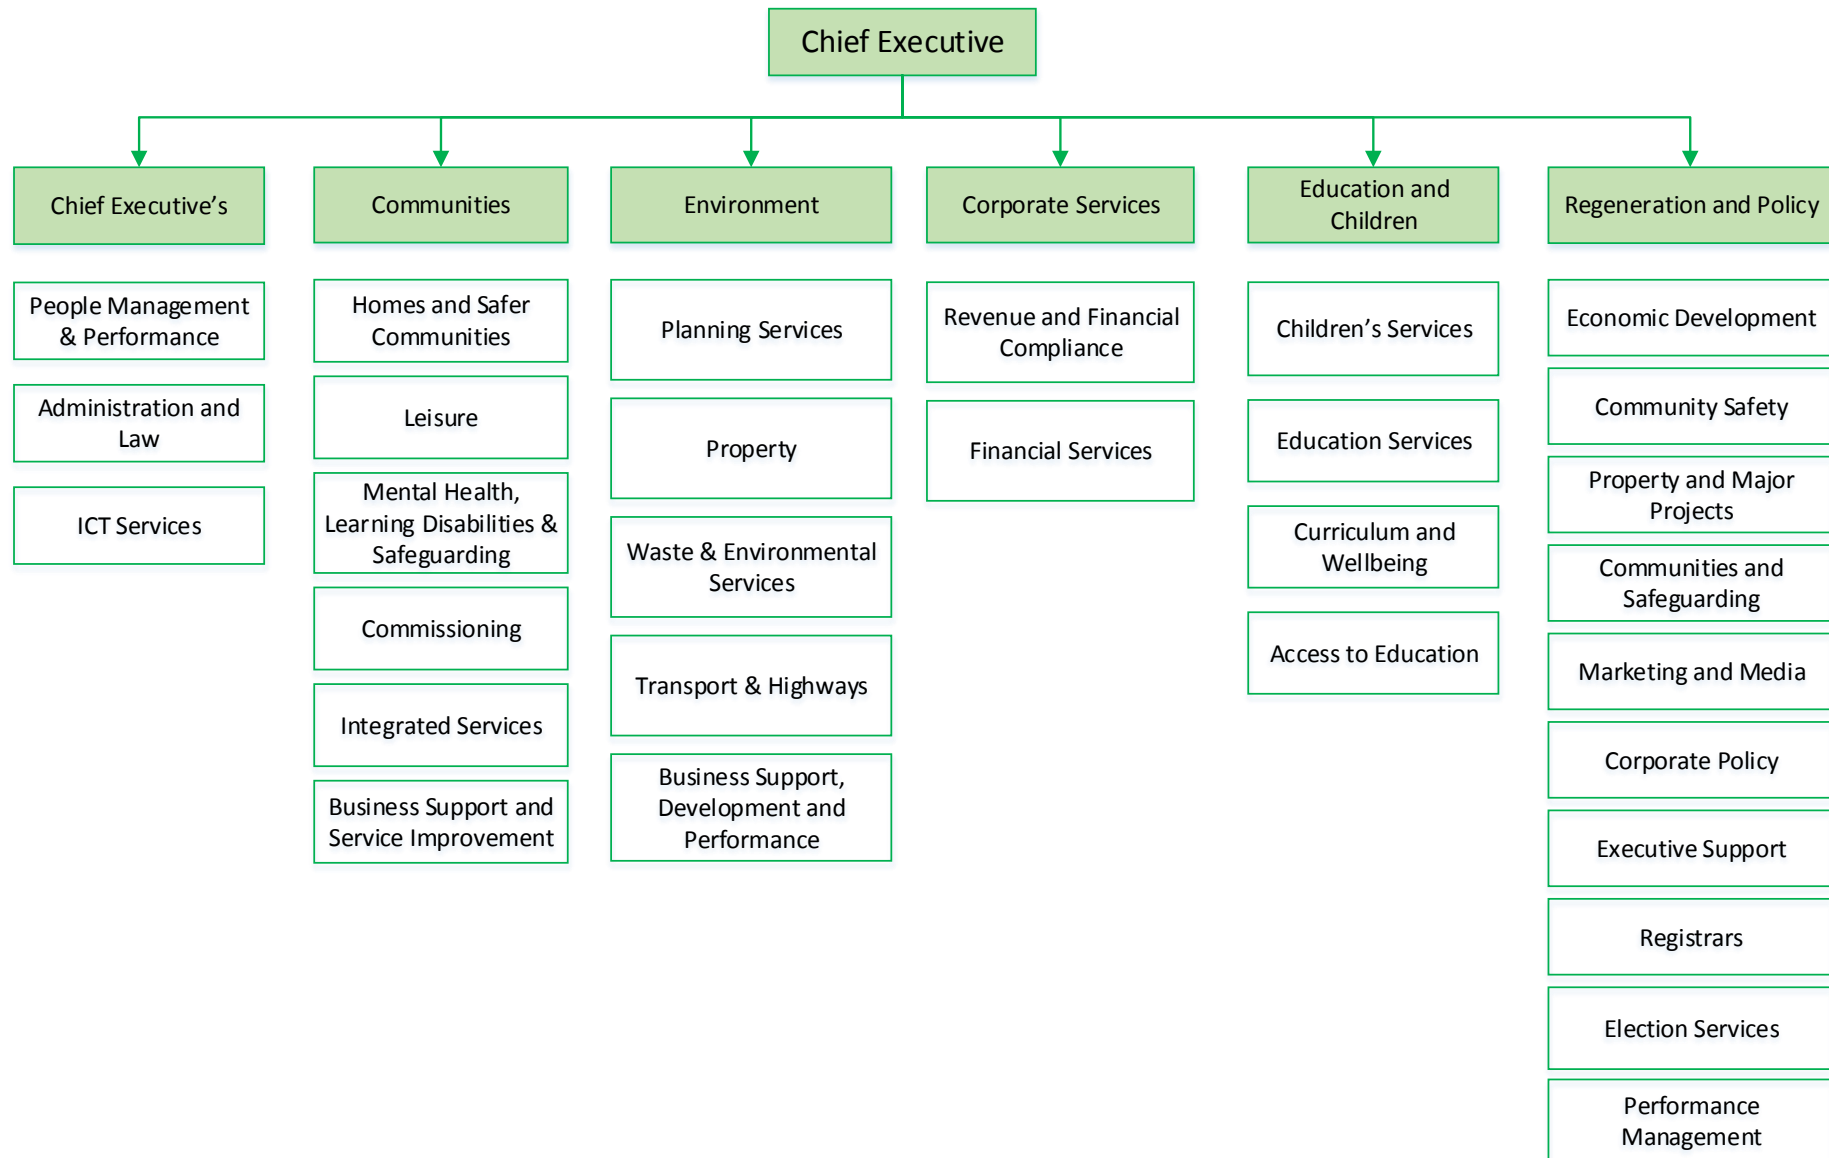 Chief Executive
Chief Executive’s
People Management
& Performance
Administration and
Law
ICT Services
Communities
Homes and Safer
Communities
Leisure
Mental Health,
Learning Disabilities &
Safeguarding
Commissioning
Integrated Services
Business Support and
Service Improvement
Environment
Planning Services
Property
Waste & Environmental
Services
Transport & Highways
Business Support,
Development and
Performance
Corporate Services
Revenue and Financial
Compliance
Financial Services
Education and
Children
Children’s Services
Education Services
Curriculum and
Wellbeing
Access to Education
Regeneration and Policy
Economic Development
Community Safety
Property and Major
Projects
Communities and
Safeguarding
Marketing and Media
Corporate Policy
Executive Support
Registrars
Election Services
Performance
Management